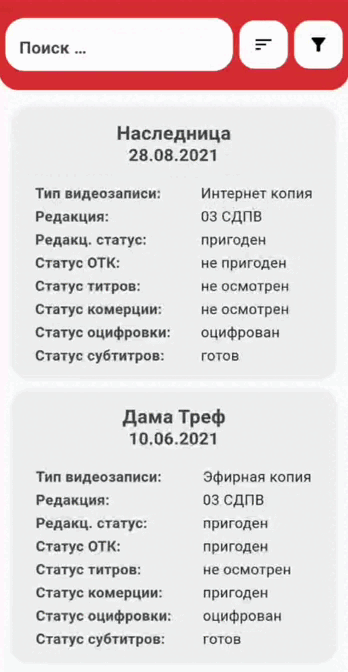 Поиск ...
Наследница
28.08.2021
Тип видеозаписи: Интернет копия
Редакция: 03 СДПВ
Редакц. статус: пригоден
Статус ОТК: не пригоден
Статус титров: не осмотрен
Статус комерции: не осмотрен
Статус оцифровки: оцифрован
Статус субтитров: готов
Дама Треф
10.06.2021
Тип видеозаписи: Эфирная копия
Редакция: 03 СДПВ
Редакц. статус: пригоден
Статус ОТК: пригоден
Статус титров: не осмотрен
Статус комерции: пригоден
Статус оцифровки: оцифрован
Статус субтитров: готов